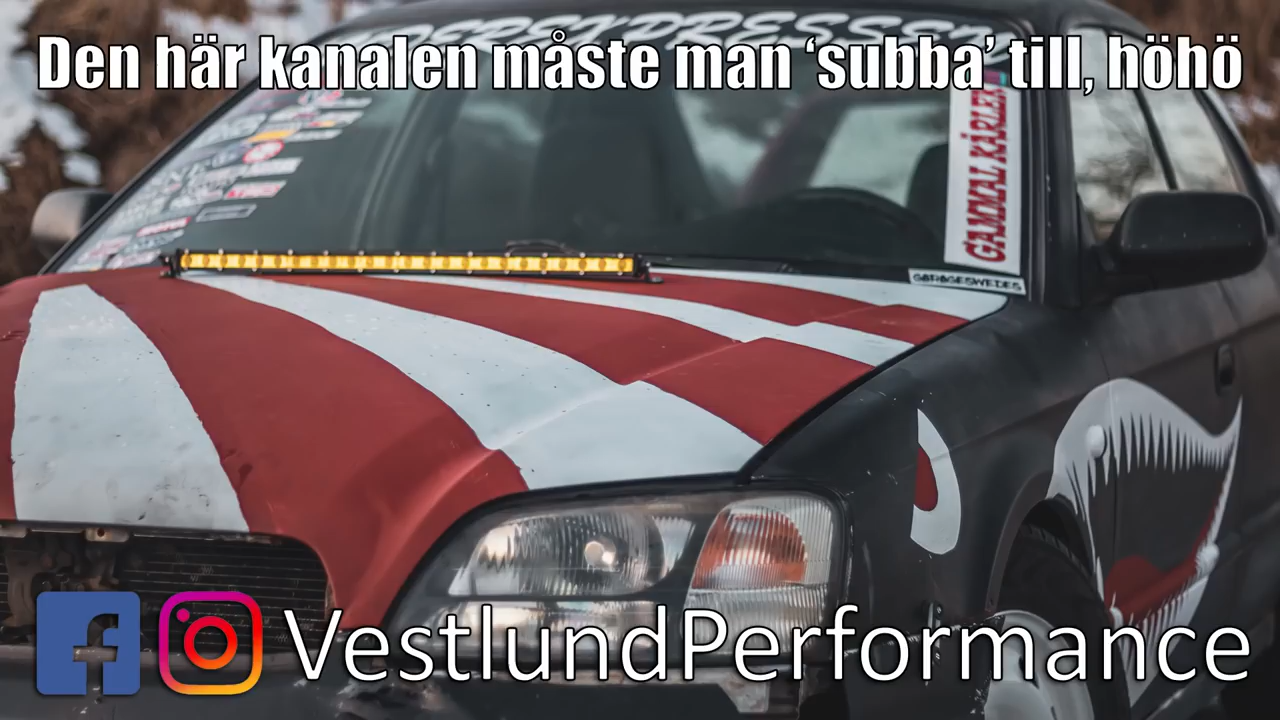 Den här kanalen måste man ‘subba’ till, höhö
GAMMAL KÄRLEK
GARAGESWEDES
VestlundPerformance